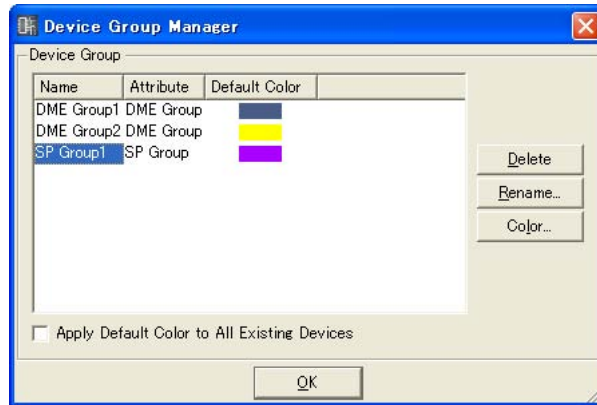 Device Group Manager
Device Group
Name Attribute Default Color
DME Group1 DME Group
DME Group2 DME Group
SP Group1 SP Group
Delete
Rename...
Color...
Apply Default Color to All Existing Devices
OK